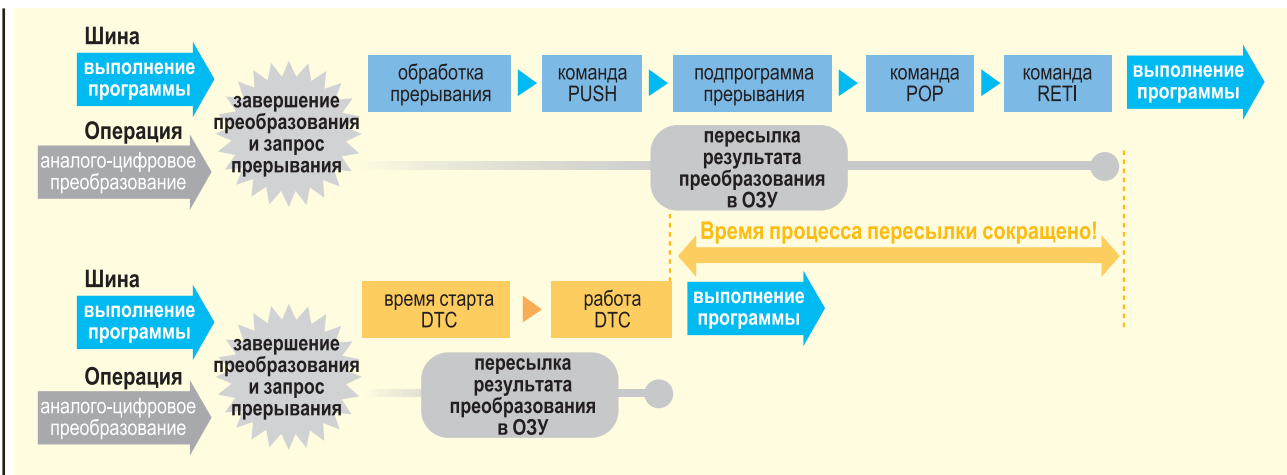 Шина
выполнение
программы
завершение
преобразования
и запрос
прерывания
обработка
прерывания
команда
PUSH
подпрограмма
прерывания
команда
POP
команда
RETI
выполнение
программы
Операция
аналого-цифровое
преобразование
пересылка
результата
преобразования
в ОЗУ
Время процесса пересылки сокращено!
Шина
выполнение
программы
завершение
преобразования
и запрос
прерывания
время старта
DTC
работа
DTC
выполнение
программы
Операция
аналого-цифровое
преобразование
пересылка
результата
преобразования
в ОЗУ